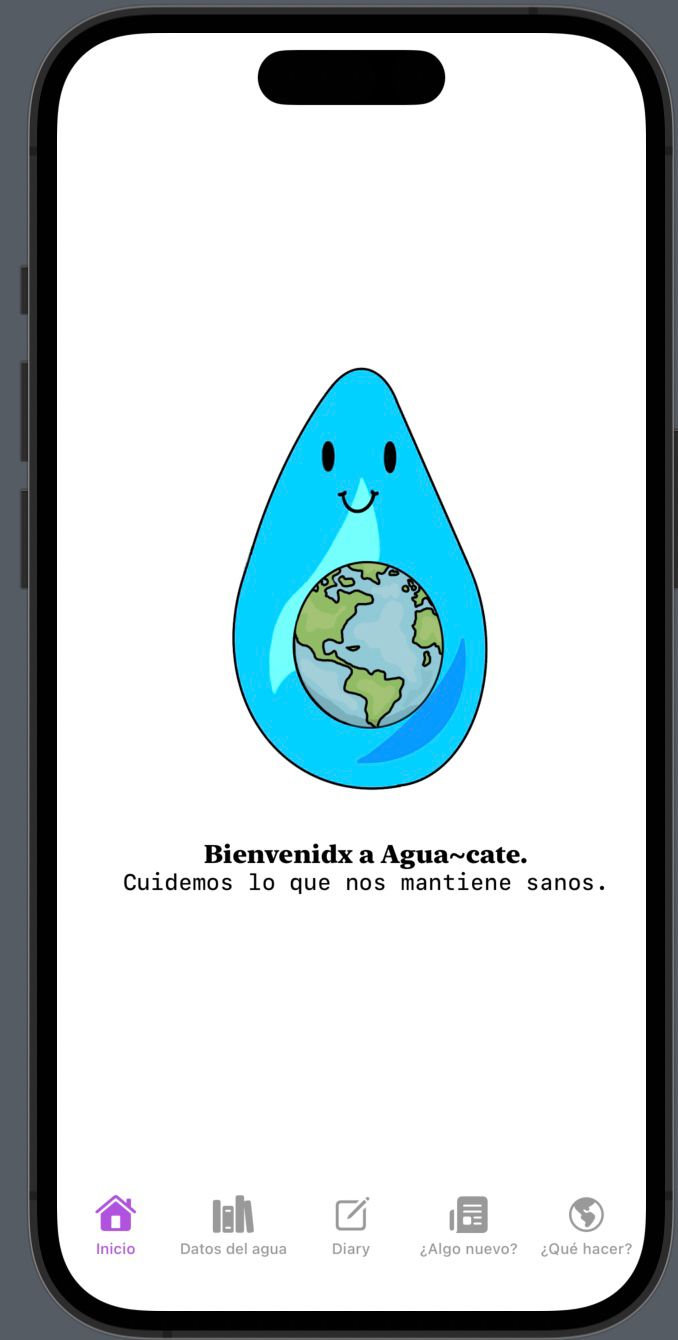 Bienvenidx a Agua~cate.
Cuidemos lo que nos mantiene sanos.
Inicio
Datos del agua
Diary
¿Algo nuevo?
¿Qué hacer?